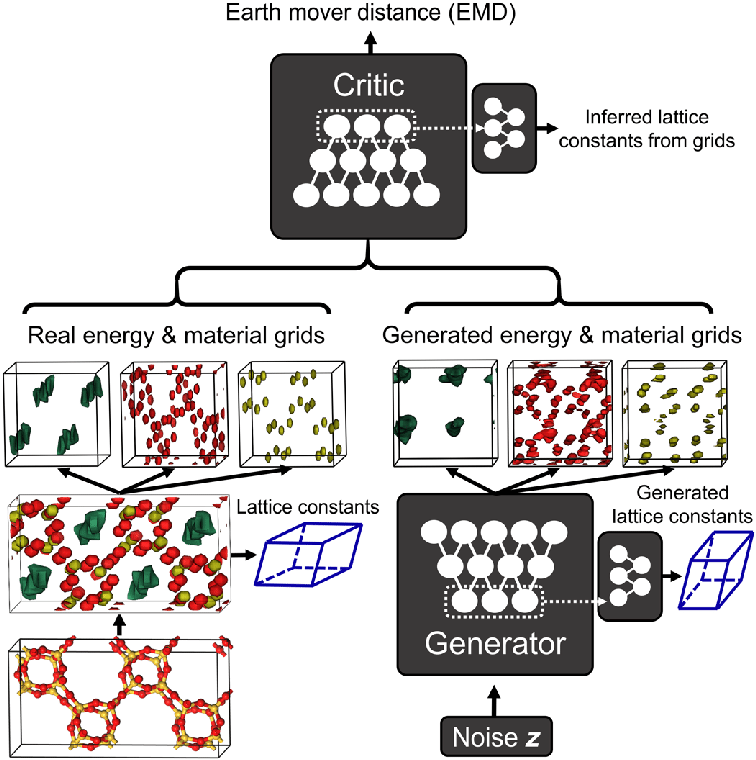 Earth mover distance (EMD)
Critic
Inferred lattice
constants from grids
Real energy & material grids
Generated energy & material grids
Lattice constants
Generated
lattice constants
Generator
Noise z